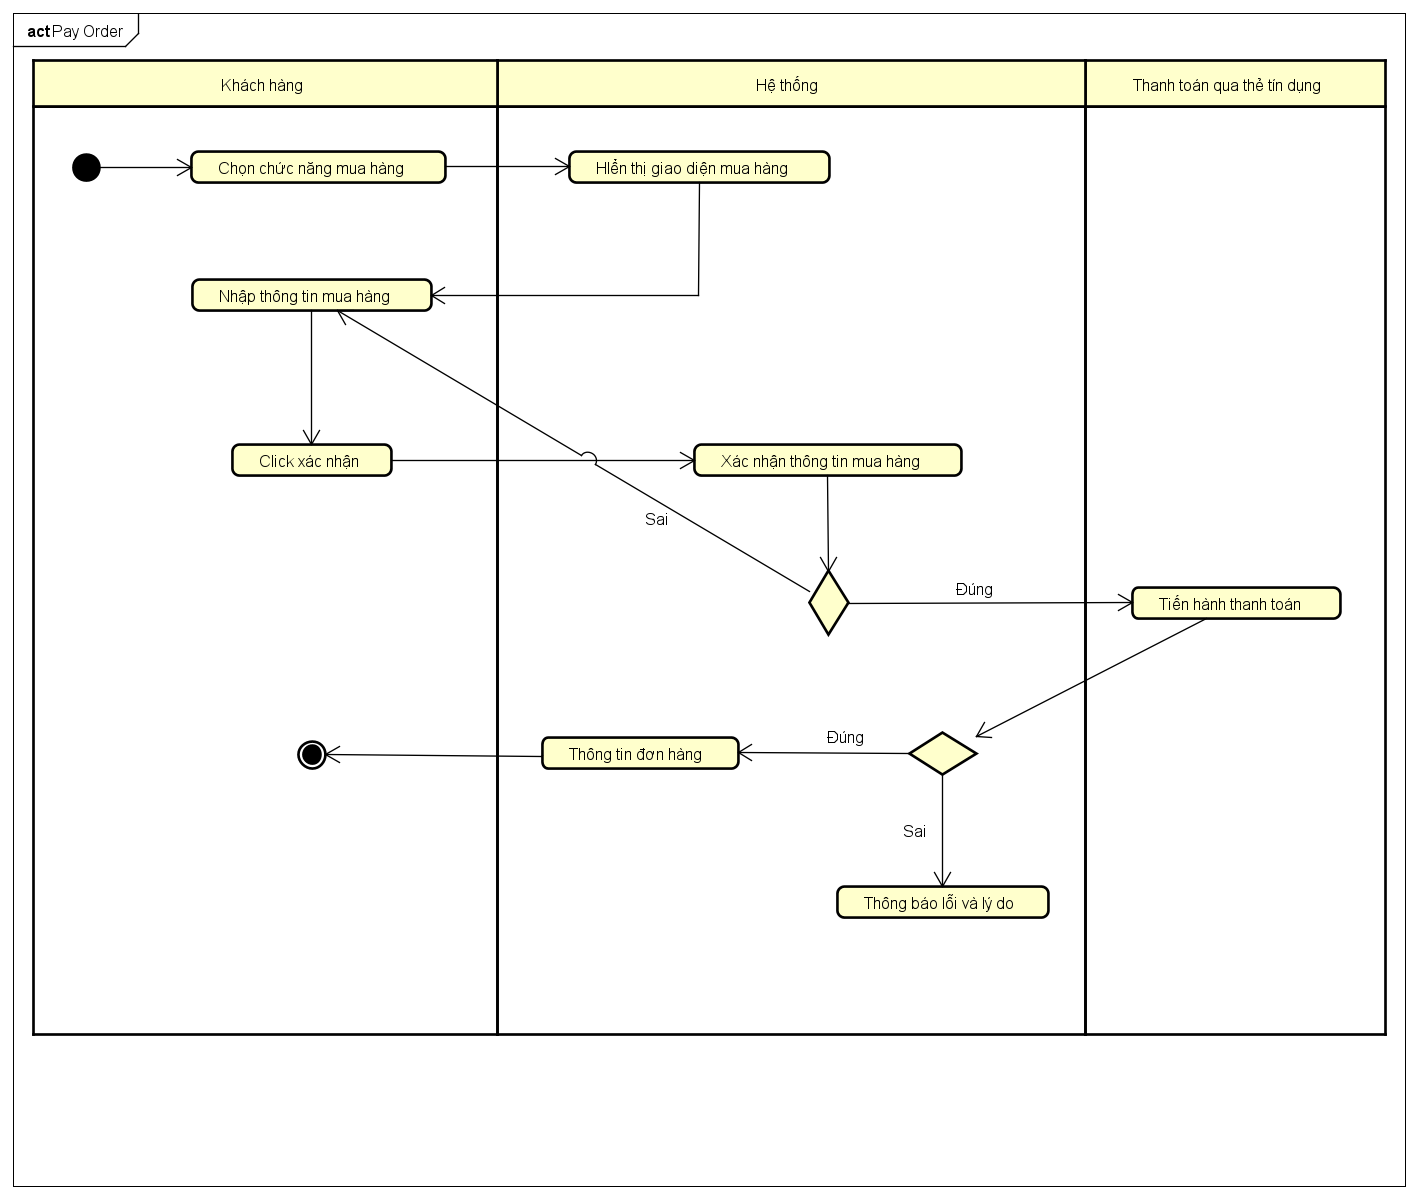 act Pay Order
Khách hàng
Hệ thống
Thanh toán qua thẻ tín dụng
Chọn chức năng mua hàng
HIển thị giao diện mua hàng
Nhập thông tin mua hàng
Click xác nhận
Xác nhận thông tin mua hàng
Sai
Đúng
Tiến hành thanh toán
Đúng
Thông tin đơn hàng
Sai
Thông báo lỗi và lý do